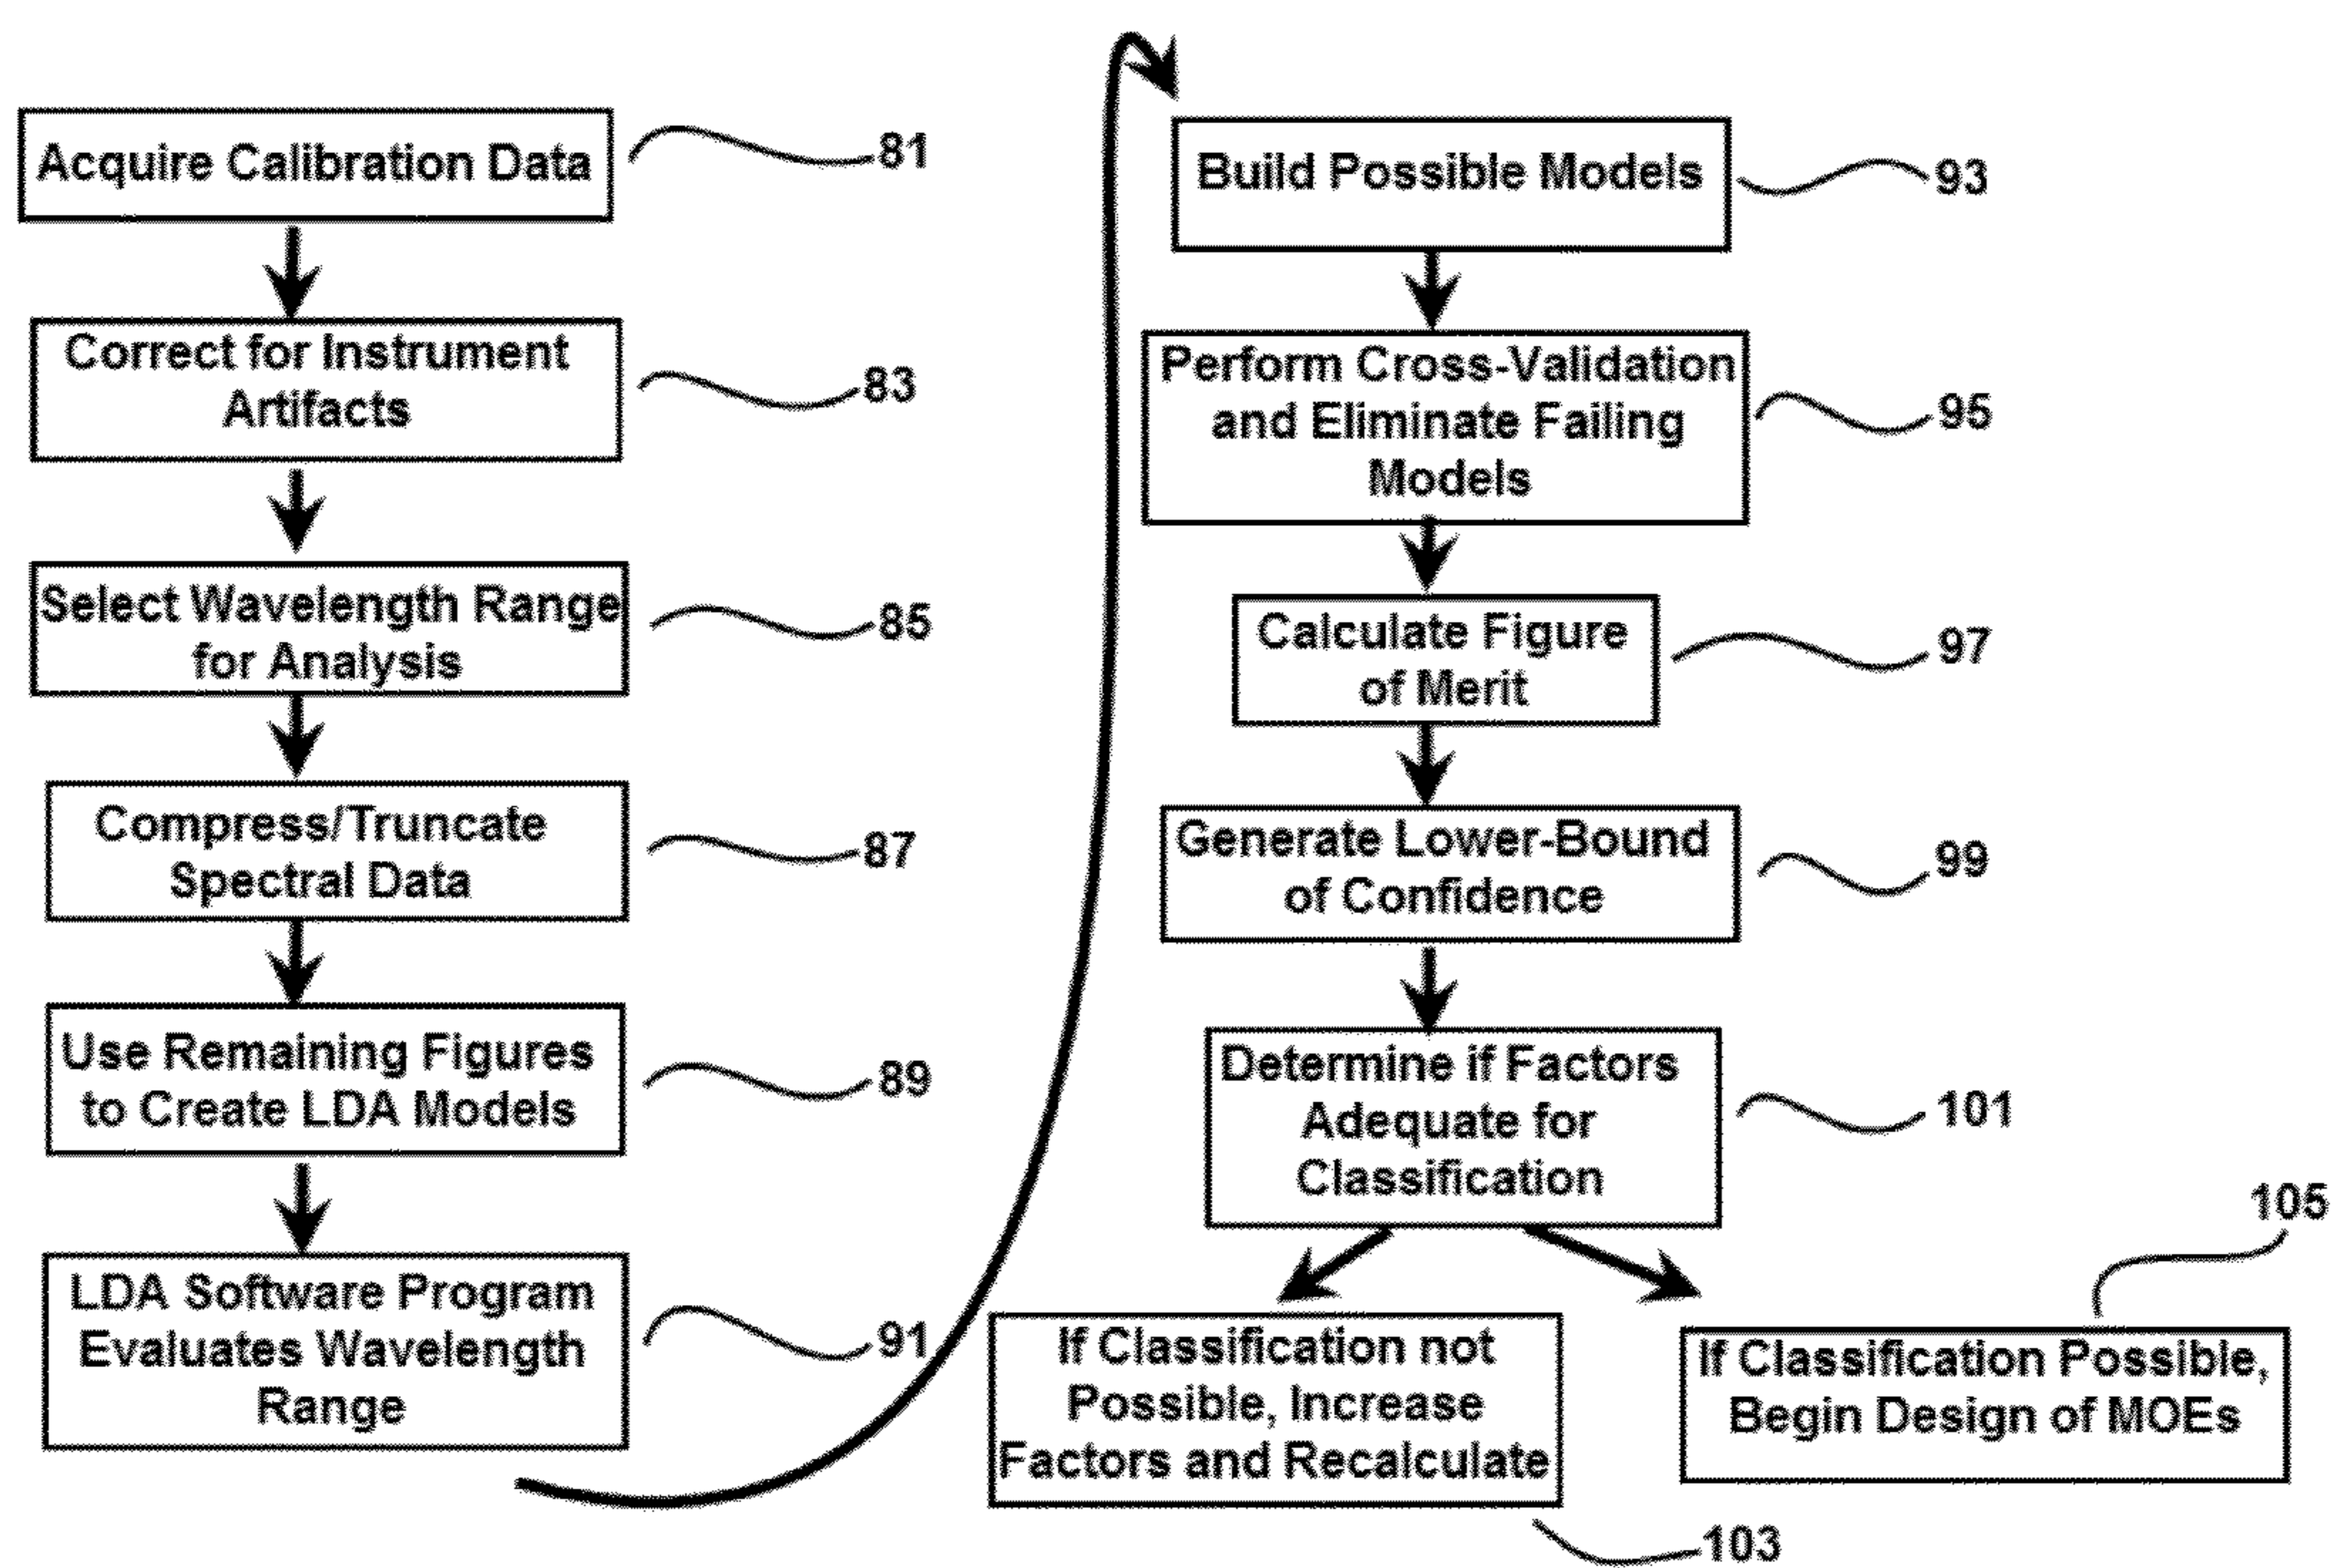 Acquire Calibration Data
81
Correct for Instrument
Artifacts
83
Select Wavelength Range
for Analysis
85
Compress/Truncate
Spectral Data
87
Use Remaining Figures
to Create LDA Models
89
LDA Software Program
Evaluates Wavelength
Range
91
Build Possible Models
93
Perform Cross-Validation
and Eliminate Failing
Models
95
Calculate Figure
of Merit
97
Generate Lower-Bound
of Confidence
99
Determine if Factors
Adequate for
Classification
101
If Classification not
Possible, Increase
Factors and Recalculate
103
If Classification Possible,
Begin Design of MOEs
105